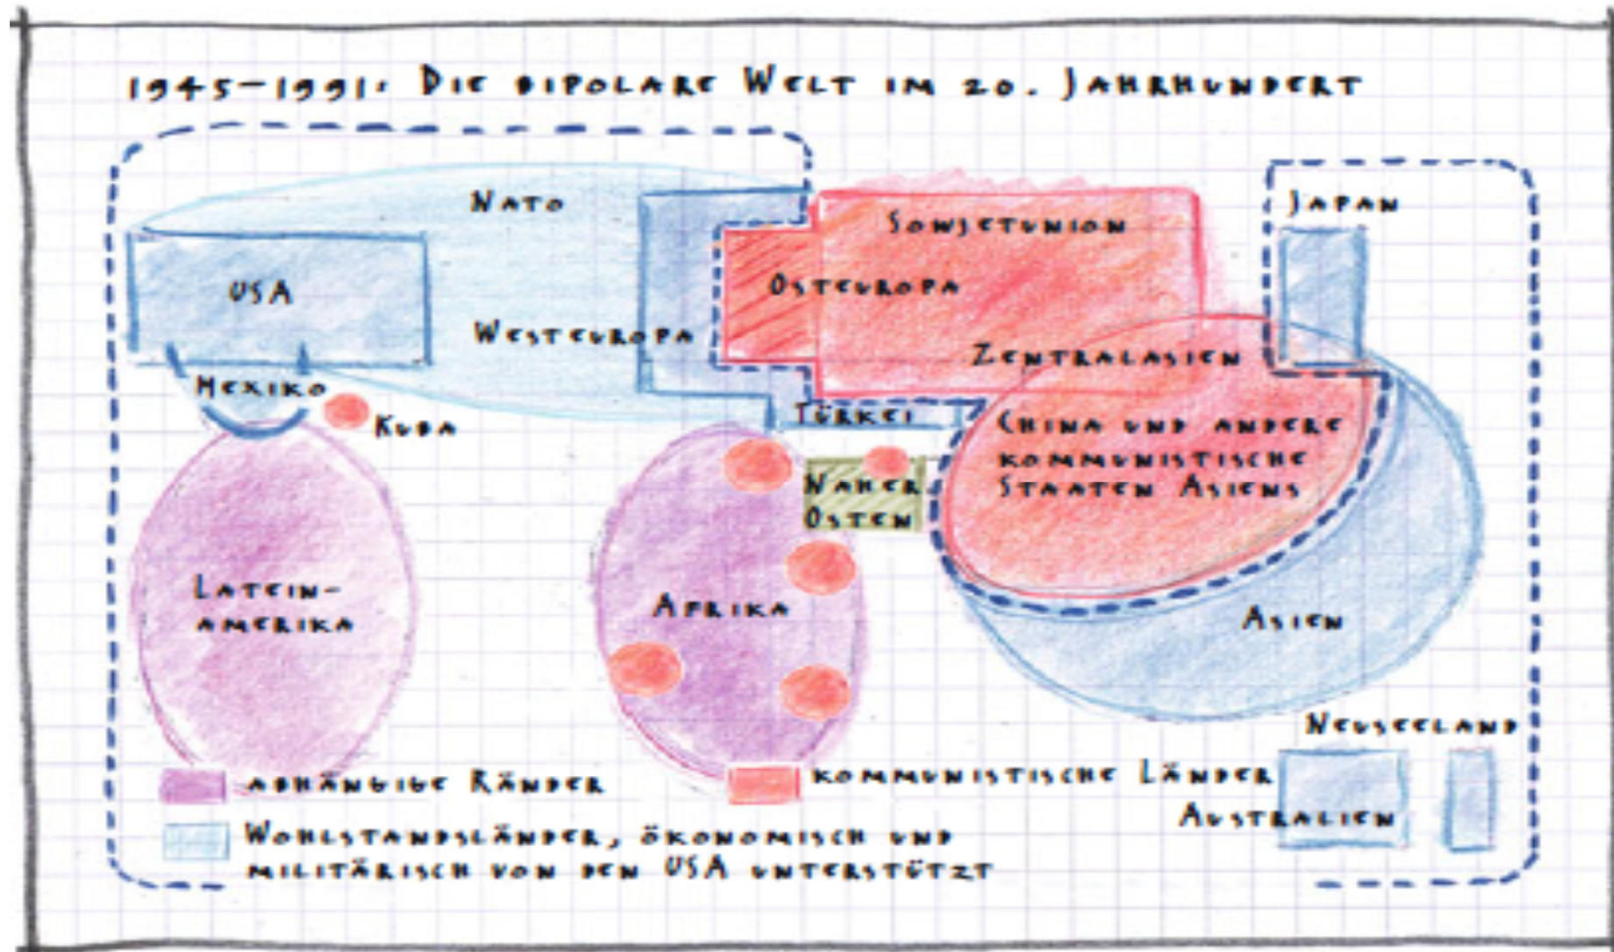 1945–1991: Die bipolare Welt im 20. Jahrhundert
Nato
Japan
Sowjetunion
USA
Osteuropa
Westeuropa
Zentralasien
Mexiko
Kuba
Türkei
China und andere
kommunistische
Staaten Asiens
Naher
Osten
Latein-
amerika
Afrika
Asien
Neuseeland
Australien
abhängige Ränder
kommunistische Länder
Wohlstandsländer, ökonomisch und
militärisch von den USA unterstützt